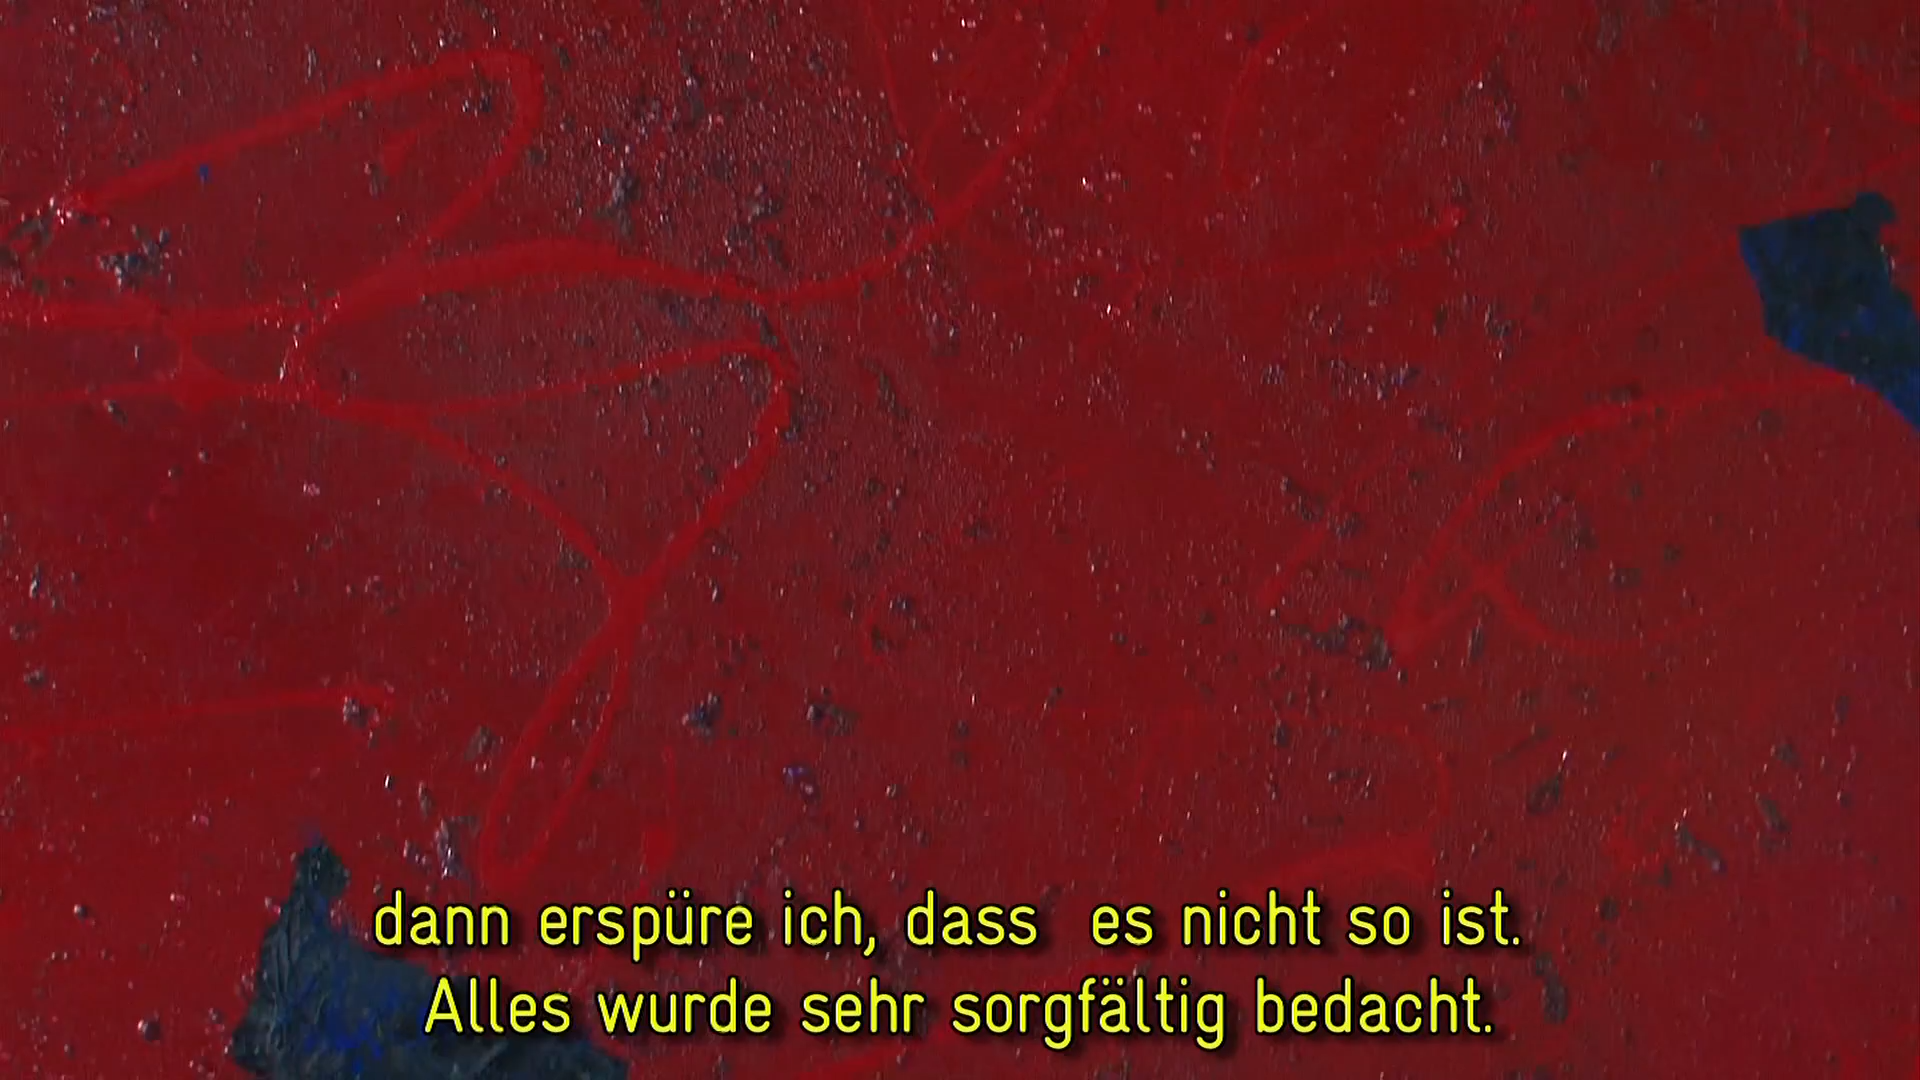 dann erspüre ich, dass  es nicht so ist.
Alles wurde sehr sorgfältig bedacht.